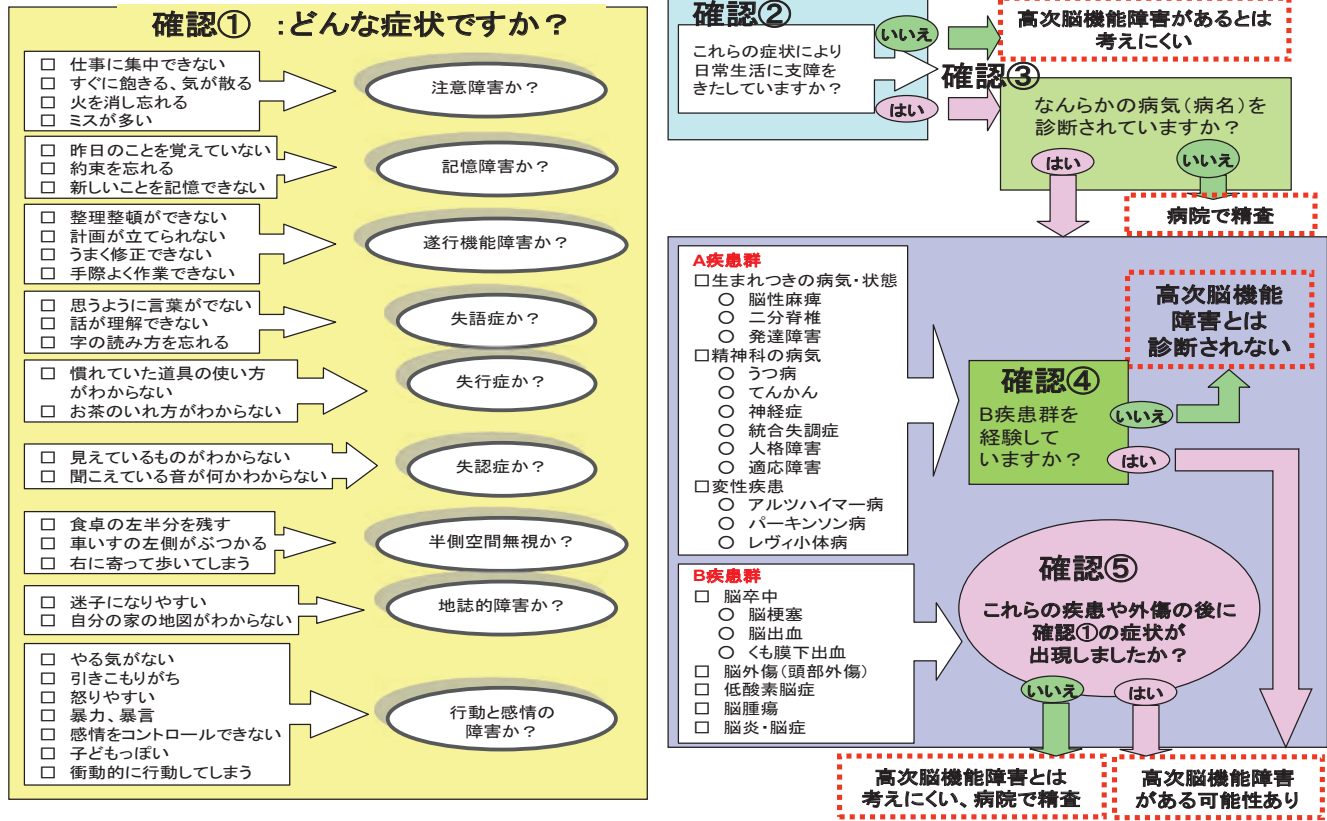 確認① :どんな症状ですか?
□ 仕事に集中できない
□ すぐに飽きる、気が散る
□ 火を消し忘れる
□ ミスが多い
注意障害か?
□ 昨日のことを覚えていない
□ 約束を忘れる
□ 新しいことを記憶できない
記憶障害か?
□ 整理整頓ができない
□ 計画が立てられない
□ うまく修正できない
□ 手際よく作業できない
遂行機能障害か?
□ 思うように言葉がでない
□ 話が理解できない
□ 字の読み方を忘れる
失語症か?
□ 慣れていた道具の使い方
がわからない
□ お茶のいれ方がわからない
失行症か?
□ 見えているものがわからない
□ 聞こえている音が何かわからない
失認症か?
□ 食卓の左半分を残す
□ 車いすの左側がぶつかる
□ 右に寄って歩いてしまう
半側空間無視か?
□ 迷子になりやすい
□ 自分の家の地図がわからない
地誌的障害か?
□ やる気がない
□ 引きこもりがち
□ 怒りやすい
□ 暴力、暴言
□ 感情をコントロールできない
□ 子どもっぽい
□ 衝動的に行動してしまう
行動と感情の
障害か?
確認②
これらの症状により
日常生活に支障を
きたしていますか?
いいえ
はい
高次脳機能障害があるとは
考えにくい
確認③
なんらかの病気(病名)を
診断されていますか?
はい
いいえ
病院で精査
A疾患群
□生まれつきの病気・状態
○ 脳性麻痺
○ 二分脊椎
○ 発達障害
□精神科の病気
○ うつ病
○ てんかん
○ 神経症
○ 統合失調症
○ 人格障害
○ 適応障害
□変性疾患
○ アルツハイマー病
○ パーキンソン病
○ レヴィ小体病
確認④
B疾患群を
経験して
いますか?
いいえ
はい
高次脳機能
障害とは
診断されない
B疾患群
□ 脳卒中
○ 脳梗塞
○ 脳出血
○ くも膜下出血
□ 脳外傷(頭部外傷)
□ 低酸素脳症
□ 脳腫瘍
□ 脳炎・脳症
確認⑤
これらの疾患や外傷の後に
確認①の症状が
出現しましたか?
いいえ
はい
高次脳機能障害とは
考えにくい、病院で精査
高次脳機能障害
がある可能性あり